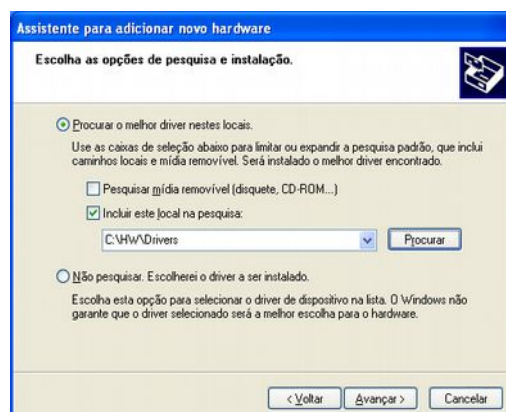 Assistente para adicionar novo hardware
Escolha as opções de pesquisa e instalação.
Procurar o melhor driver nestes locais.
Use as caixas de seleção abaixo para limitar ou expandir a pesquisa padrão, que inclui
caminhos locais e mídia removível. Será instalado o melhor driver encontrado.
Pesquisar mídia removível (disquete, CD-ROM...)
Incluir este local na pesquisa:
C:\HW\Drivers
Procurar
Não pesquisar. Escolherei o driver a ser instalado.
Escolha esta opção para selecionar o driver de dispositivo na lista. O Windows não
garante que o driver selecionado será a melhor escolha para o hardware.
< Voltar
Avançar >
Cancelar